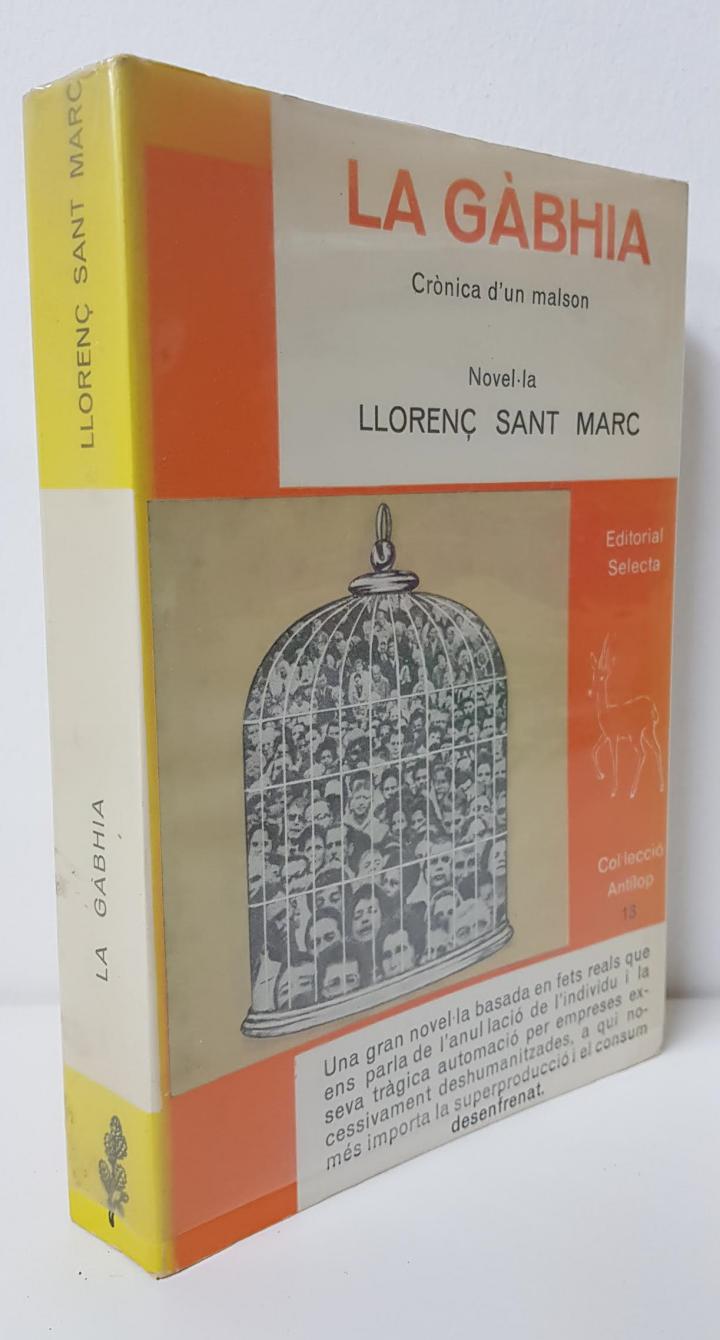 LLORENÇ SANT MARC
LA GÀBHIA
LA GÀBHIA
Crònica d'un malson
Novel·la
LLORENÇ SANT MARC
Editorial
Selecta
Col·lecció
Antílop
13
Una gran novel·la basada en fets reals que
ens parla de l'anul·lació de l'individu i la
seva tràgica automació per empreses ex-
cessivament deshumanitzades, a qui no-
més importa la superproducció i el consum
desenfrenat.